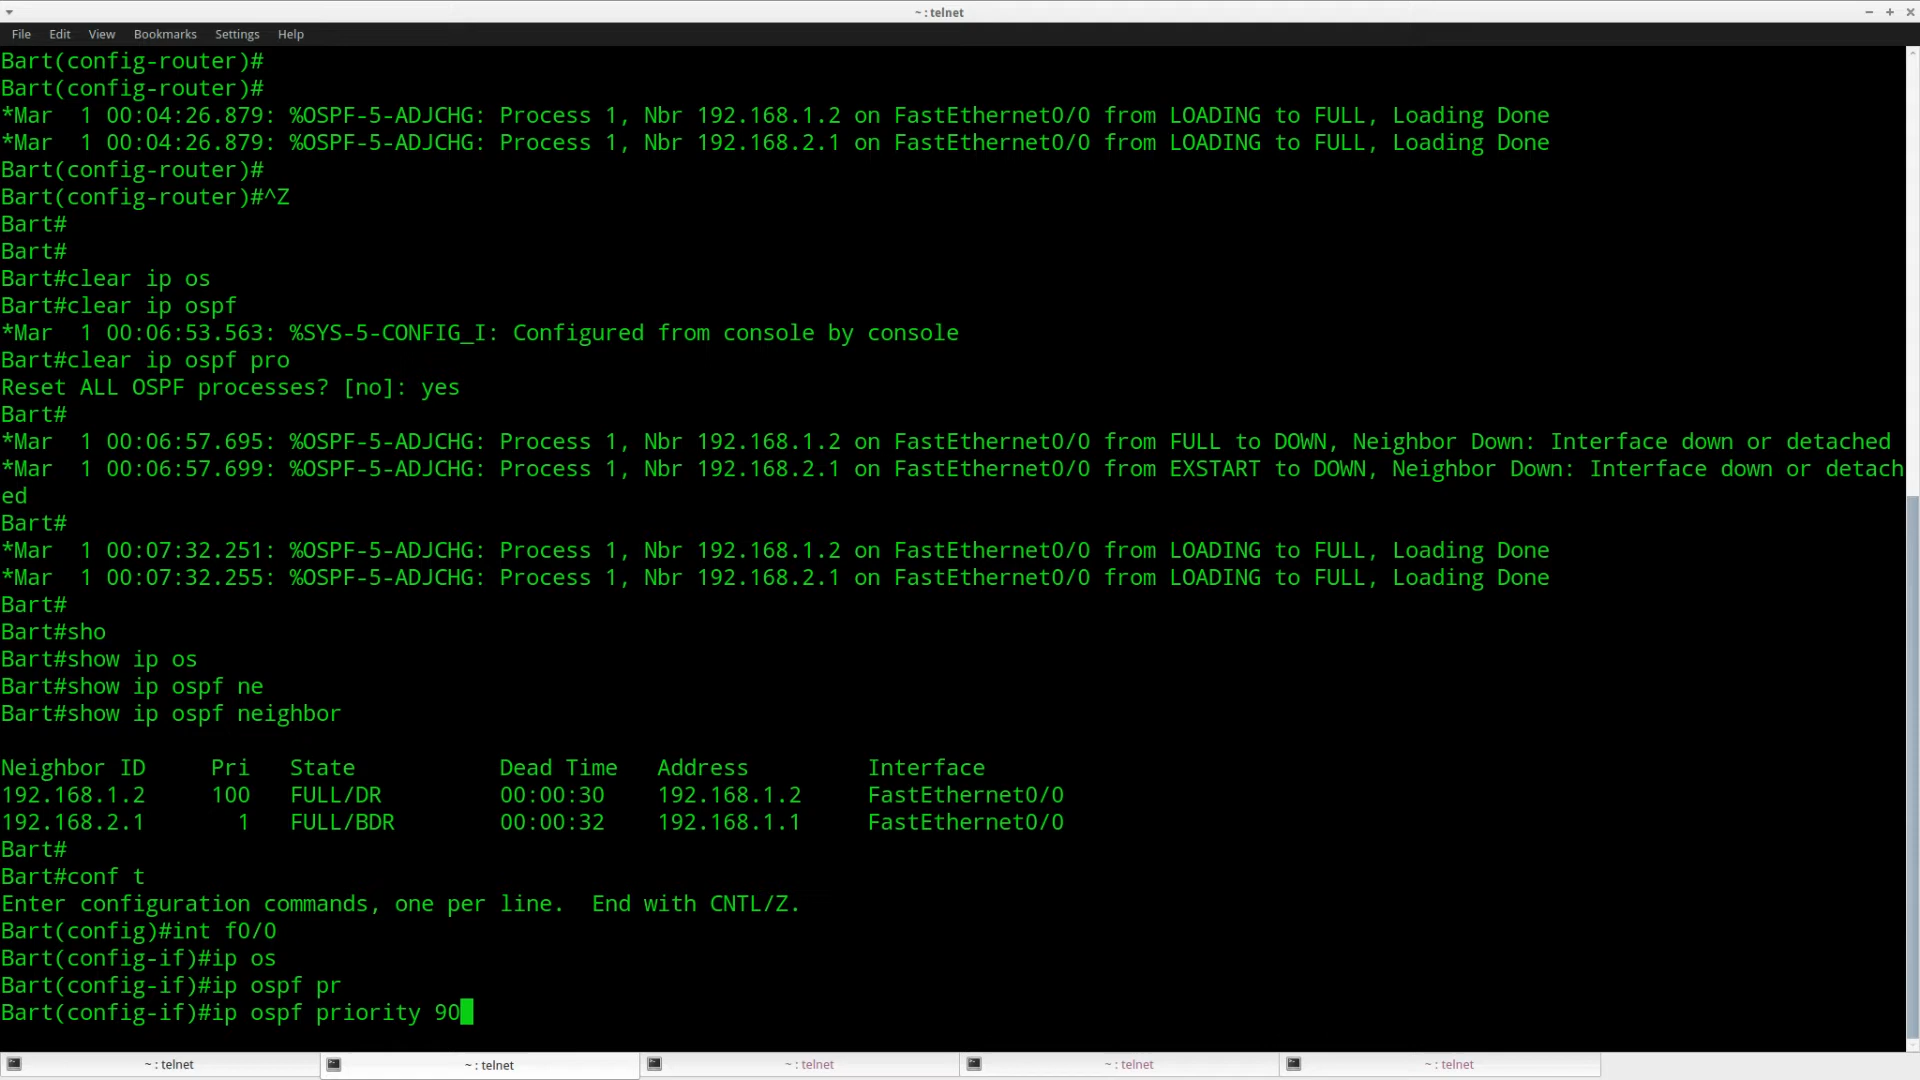 ~ : telnet
File Edit View Bookmarks Settings Help
Bart(config-router)#
Bart(config-router)#
*Mar  1 00:04:26.879: %OSPF-5-ADJCHG: Process 1, Nbr 192.168.1.2 on FastEthernet0/0 from LOADING to FULL, Loading Done
*Mar  1 00:04:26.879: %OSPF-5-ADJCHG: Process 1, Nbr 192.168.2.1 on FastEthernet0/0 from LOADING to FULL, Loading Done
Bart(config-router)#
Bart(config-router)#^Z
Bart#
Bart#
Bart#clear ip os
Bart#clear ip ospf
*Mar  1 00:06:53.563: %SYS-5-CONFIG_I: Configured from console by console
Bart#clear ip ospf pro
Reset ALL OSPF processes? [no]: yes
Bart#
*Mar  1 00:06:57.695: %OSPF-5-ADJCHG: Process 1, Nbr 192.168.1.2 on FastEthernet0/0 from FULL to DOWN, Neighbor Down: Interface down or detached
*Mar  1 00:06:57.699: %OSPF-5-ADJCHG: Process 1, Nbr 192.168.2.1 on FastEthernet0/0 from EXSTART to DOWN, Neighbor Down: Interface down or detach
ed
Bart#
*Mar  1 00:07:32.251: %OSPF-5-ADJCHG: Process 1, Nbr 192.168.1.2 on FastEthernet0/0 from LOADING to FULL, Loading Done
*Mar  1 00:07:32.255: %OSPF-5-ADJCHG: Process 1, Nbr 192.168.2.1 on FastEthernet0/0 from LOADING to FULL, Loading Done
Bart#
Bart#sho
Bart#show ip os
Bart#show ip ospf ne
Bart#show ip ospf neighbor
Neighbor ID     Pri   State           Dead Time   Address         Interface
192.168.1.2     100   FULL/DR         00:00:30    192.168.1.2     FastEthernet0/0
192.168.2.1       1   FULL/BDR        00:00:32    192.168.1.1     FastEthernet0/0
Bart#
Bart#conf t
Enter configuration commands, one per line.  End with CNTL/Z.
Bart(config)#int f0/0
Bart(config-if)#ip os
Bart(config-if)#ip ospf pr
Bart(config-if)#ip ospf priority 90
~ : telnet ~ : telnet ~ : telnet ~ : telnet ~ : telnet